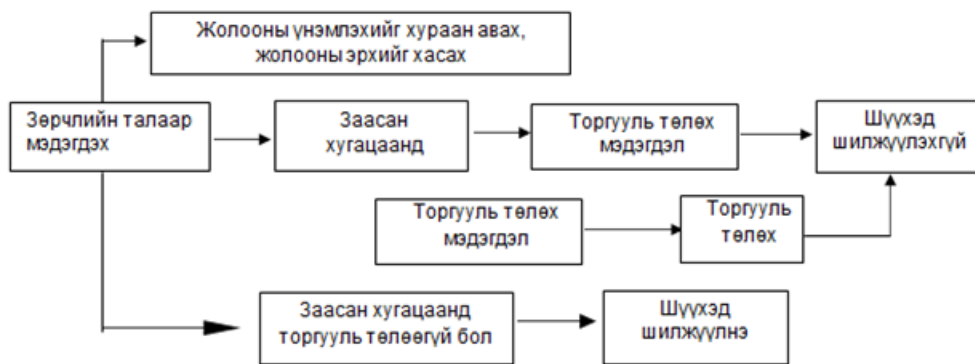 Жолооны үнэмлэхийг хураан авах,
жолооны эрхийг хасах
Зөрчлийн талаар
мэдэгдэх
Заасан
хугацаанд
Торгууль төлөх
мэдэгдэл
Шүүхэд
шилжүүлэхгүй
Торгууль төлөх
мэдэгдэл
Торгууль
төлөх
Заасан хугацаанд
торгууль төлөөгүй бол
Шүүхэд
шилжүүлнэ